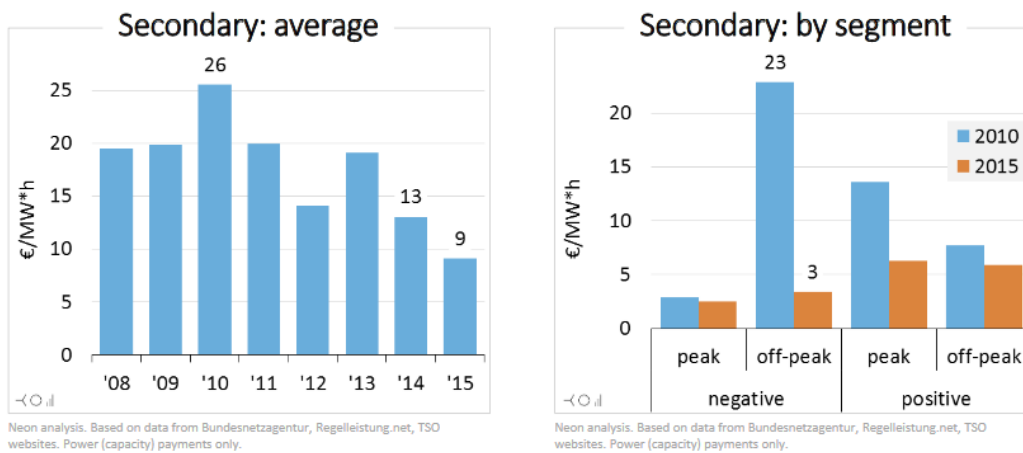 Secondary: average
€/MW*h
25
20
15
10
5
0
26
13
9
'08 '09 '10 '11 '12 '13 '14 '15
Neon analysis. Based on data from Bundesnetzagentur, Regelleistung.net, TSO
websites. Power (capacity) payments only.
Secondary: by segment
€/MW*h
20
15
10
5
0
23
3
2010
2015
peak off-peak peak off-peak
negative positive
Neon analysis. Based on data from Bundesnetzagentur, Regelleistung.net, TSO
websites. Power (capacity) payments only.